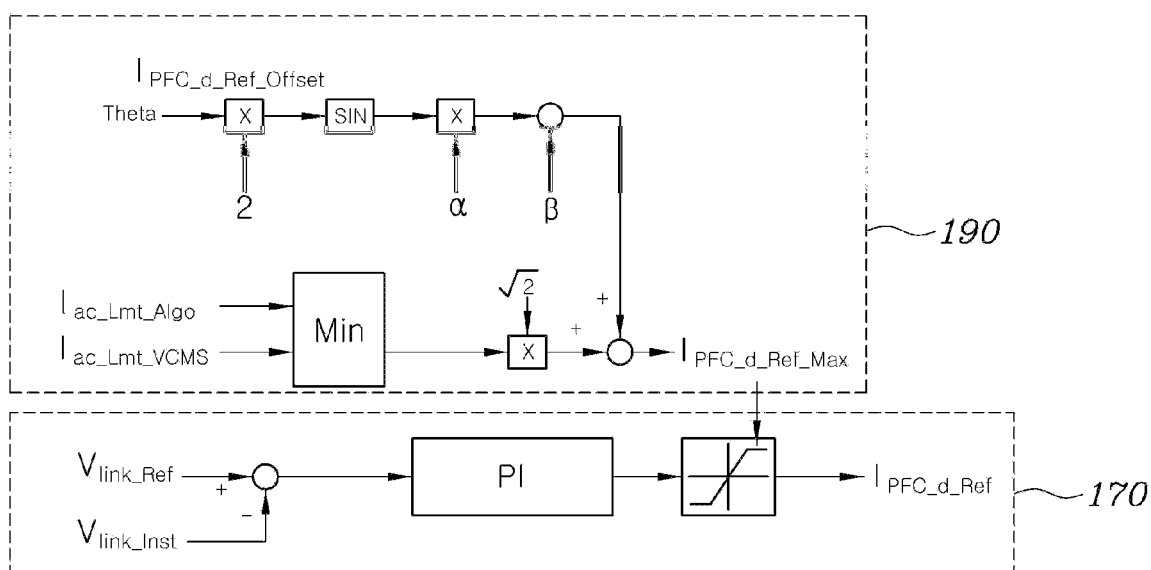 I PFC_d_Ref_Offset
Theta X SIN X
2 α β
190
I ac_Lmt_Algo
√2
+
Min
I ac_Lmt_VCMS X + I PFC_d_Ref_Max
V link_Ref + PI I PFC_d_Ref
170
-
V link_Inst